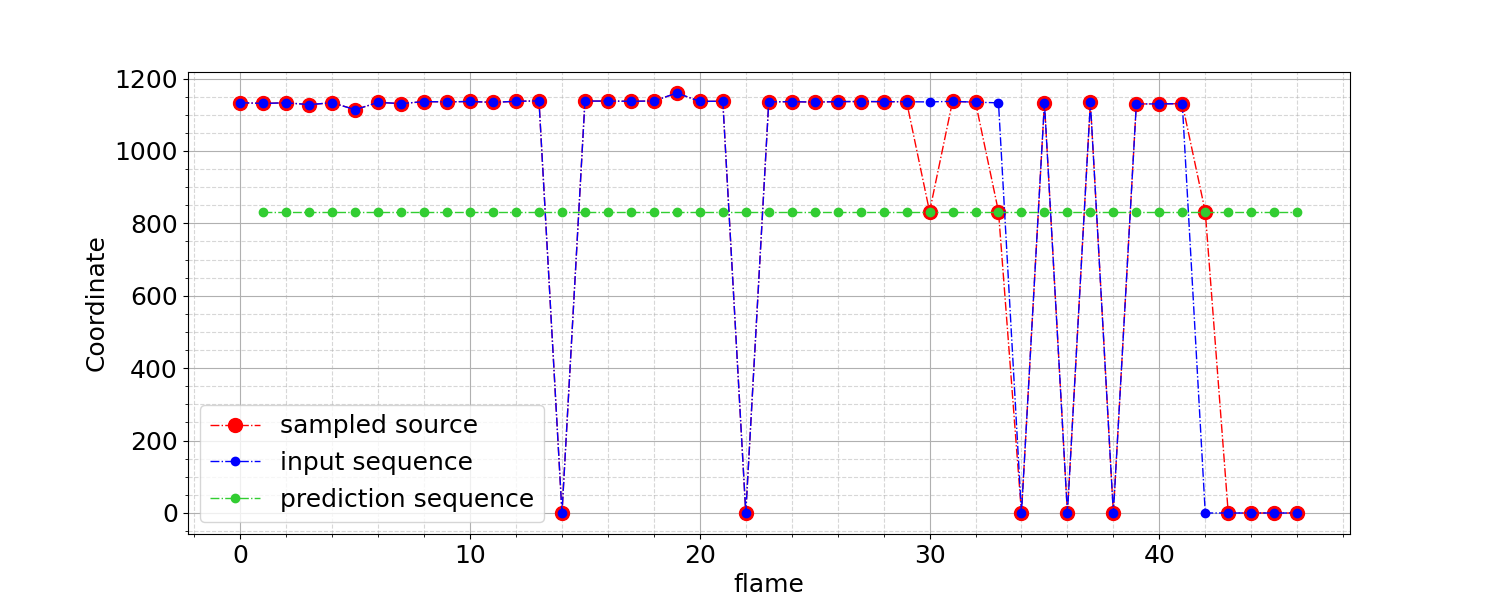 1200
1000
800
600
400
200
0
Coordinate
sampled source
input sequence
prediction sequence
0 10 20 30 40
flame